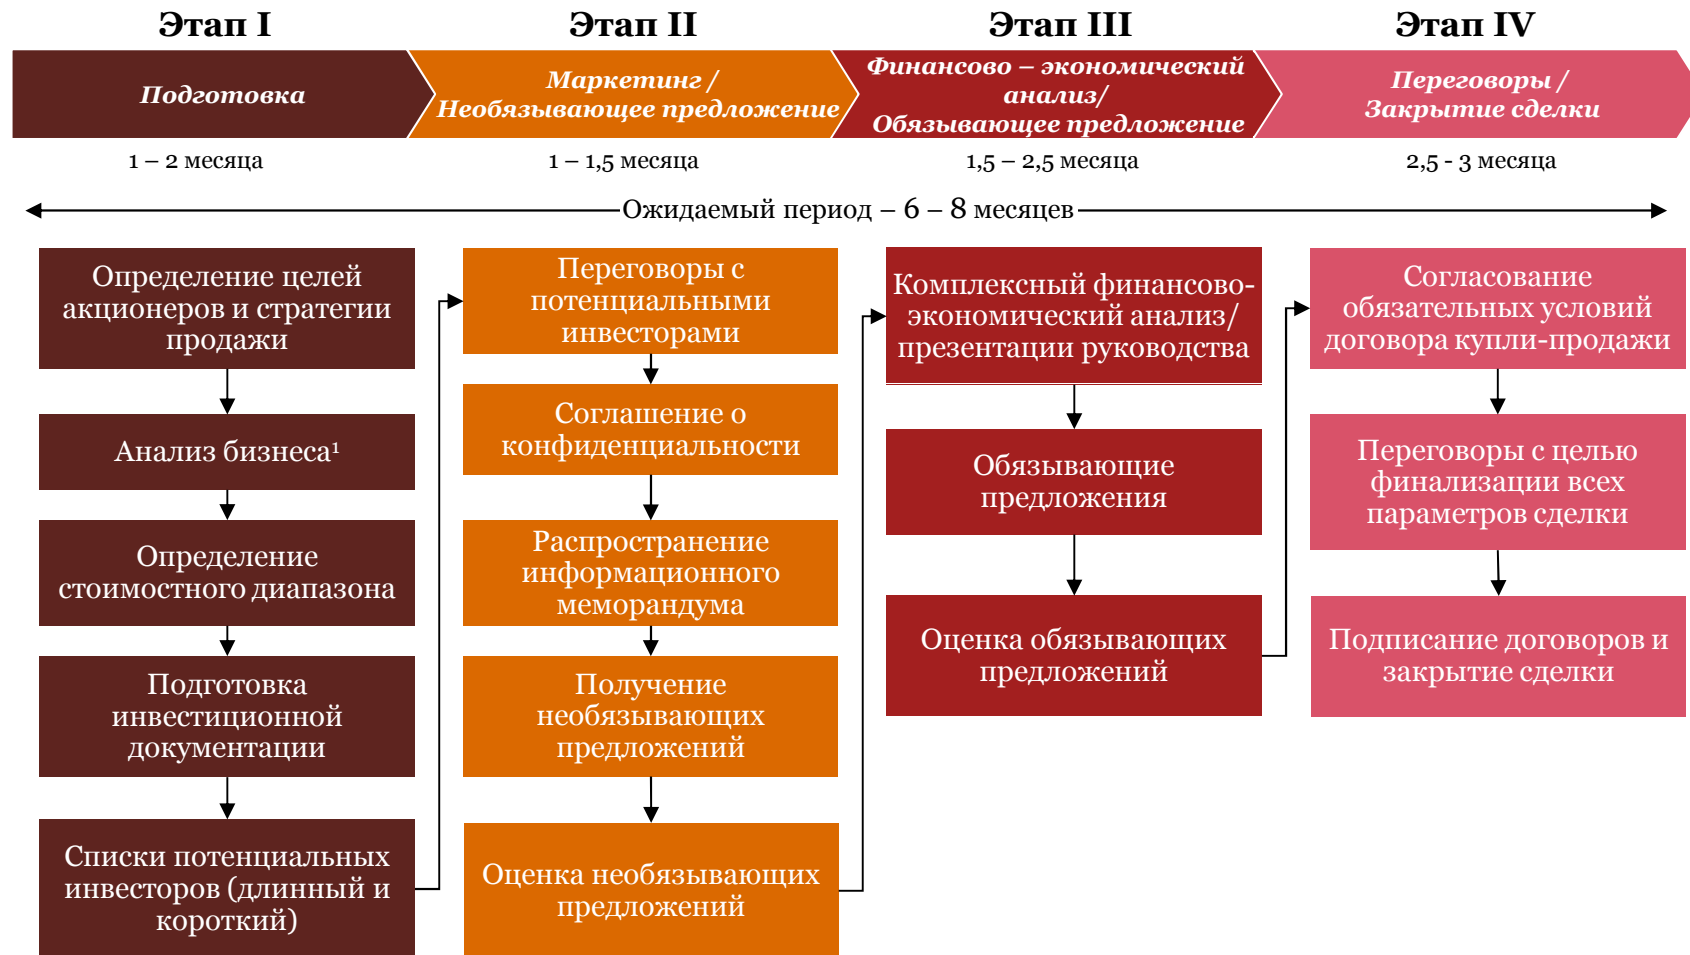 Этап I
Этап II
Этап III
Этап IV
Подготовка
Маркетинг /
Необязывающее предложение
Финансово – экономический
анализ/
Обязывающее предложение
Переговоры /
Закрытие сделки
1 – 2 месяца
1 – 1,5 месяца
1,5 – 2,5 месяца
2,5 - 3 месяца
Ожидаемый период – 6 – 8 месяцев
Определение целей
акционеров и стратегии
продажи
Анализ бизнеса¹
Определение
стоимостного диапазона
Подготовка
инвестиционной
документации
Списки потенциальных
инвесторов (длинный и
короткий)
Переговоры с
потенциальными
инвесторами
Соглашение о
конфиденциальности
Распространение
информационного
меморандума
Получение
необязывающих
предложений
Оценка необязывающих
предложений
Комплексный финансово-
экономический анализ/
презентации руководства
Обязывающие
предложения
Оценка обязывающих
предложений
Согласование
обязательных условий
договора купли-продажи
Переговоры с целью
финализации всех
параметров сделки
Подписание договоров и
закрытие сделки